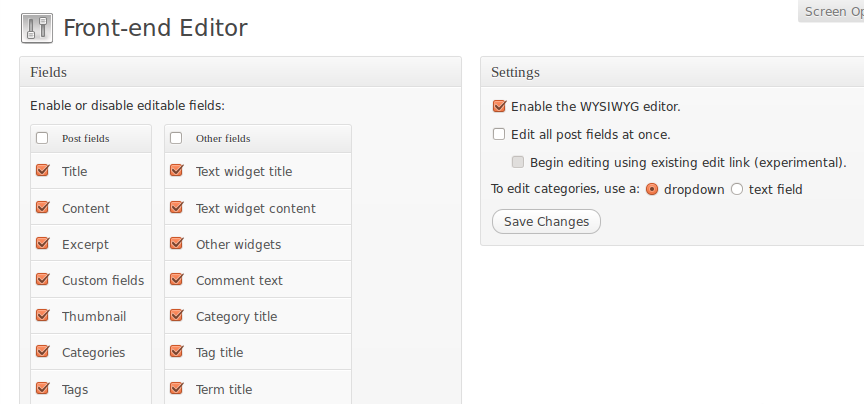 Screen Op
Front-end Editor
Fields
Enable or disable editable fields:
Post fields
Title
Content
Excerpt
Custom fields
Thumbnail
Categories
Tags
Other fields
Text widget title
Text widget content
Other widgets
Comment text
Category title
Tag title
Term title
Settings
Enable the WYSIWYG editor.
Edit all post fields at once.
Begin editing using existing edit link (experimental).
To edit categories, use a: dropdown text field
Save Changes